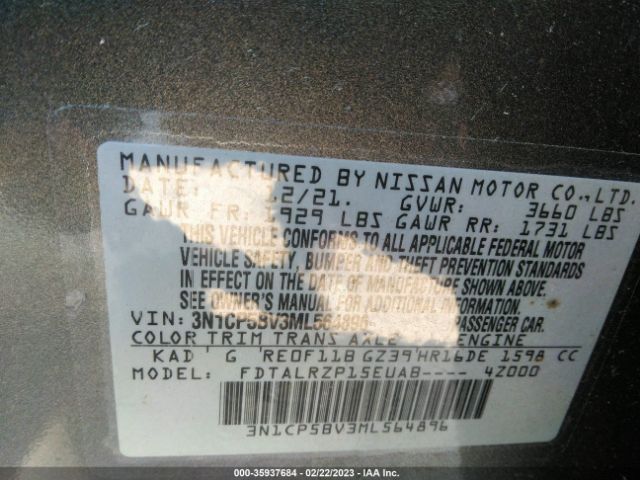 MANUFACTURED BY NISSAN MOTOR CO.,LTD.
DATE: 2/21. GVWR: 3660 LBS
GAWR FR: 1929 LBS GAWR RR: 1731 LBS
THIS VEHICLE CONFORMS TO ALL APPLICABLE FEDERAL MOTOR
VEHICLE SAFETY, BUMPER AND THEFT PREVENTION STANDARDS
IN EFFECT ON THE DATE OF MANUFACTURE SHOWN ABOVE.
SEE OWNER'S MANUAL FOR ADDITIONAL INFORMATION.
VIN: 3N1CP5BV3ML564896 PASSENGER CAR.
COLOR TRIM TRANS AXLE ENGINE
KAD G RE0F11B GZ39 HR16DE 1598 CC
MODEL: FDTALRZP15EUAB---- 4Z000
3N1CP5BV3ML564896
000-35937684 - 02/22/2023 - IAA Inc.